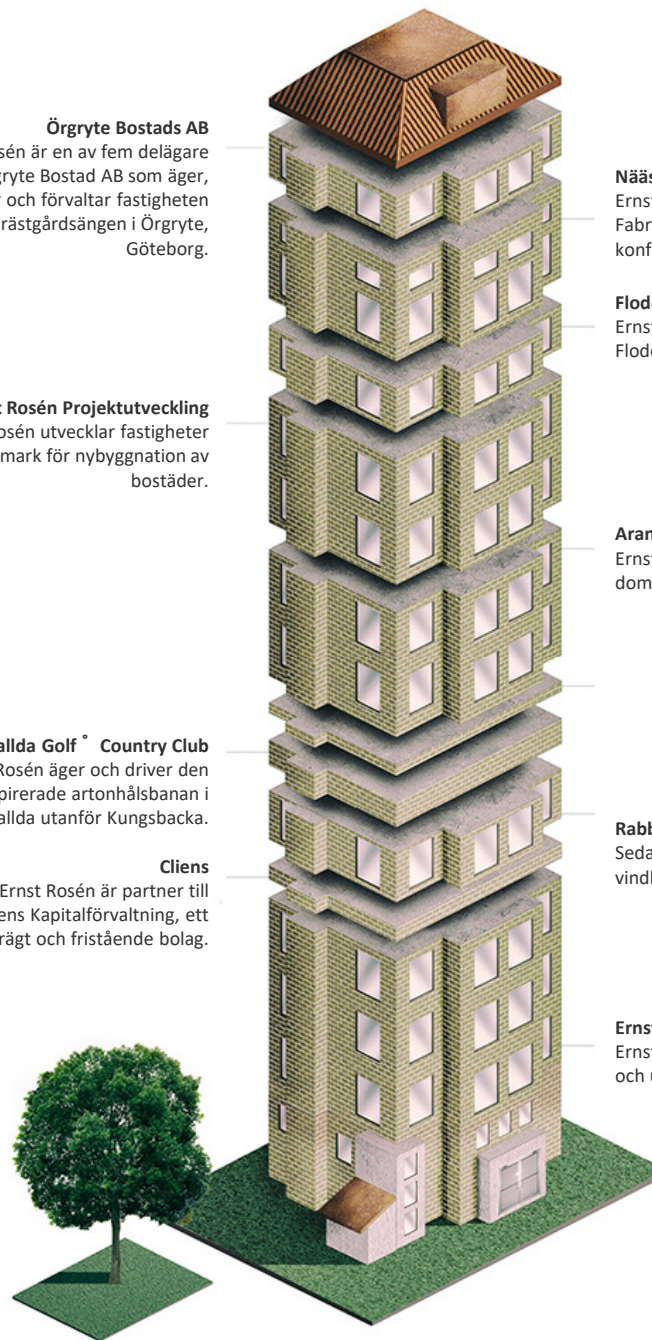 Örgryte Bostads AB
sén är en av fem delägare
gryte Bostad AB som äger,
r och förvaltar fastigheten
rästgårdsängen i Örgryte,
Göteborg.
t Rosén Projektutveckling
osén utvecklar fastigheter
mark för nybyggnation av
bostäder.
allda Golf ° Country Club
Rosén äger och driver den
pirerade artonhålsbanan i
allda utanför Kungsbacka.
Cliens
Ernst Rosén är partner till
ens Kapitalförvaltning, ett
rägt och fristående bolag.
Nääs
Ernst
Fabr
konf
Flod
Ernst
Flode
Aran
Ernst
dom
Rabb
Seda
vindk
Ernst
Ernst
och u